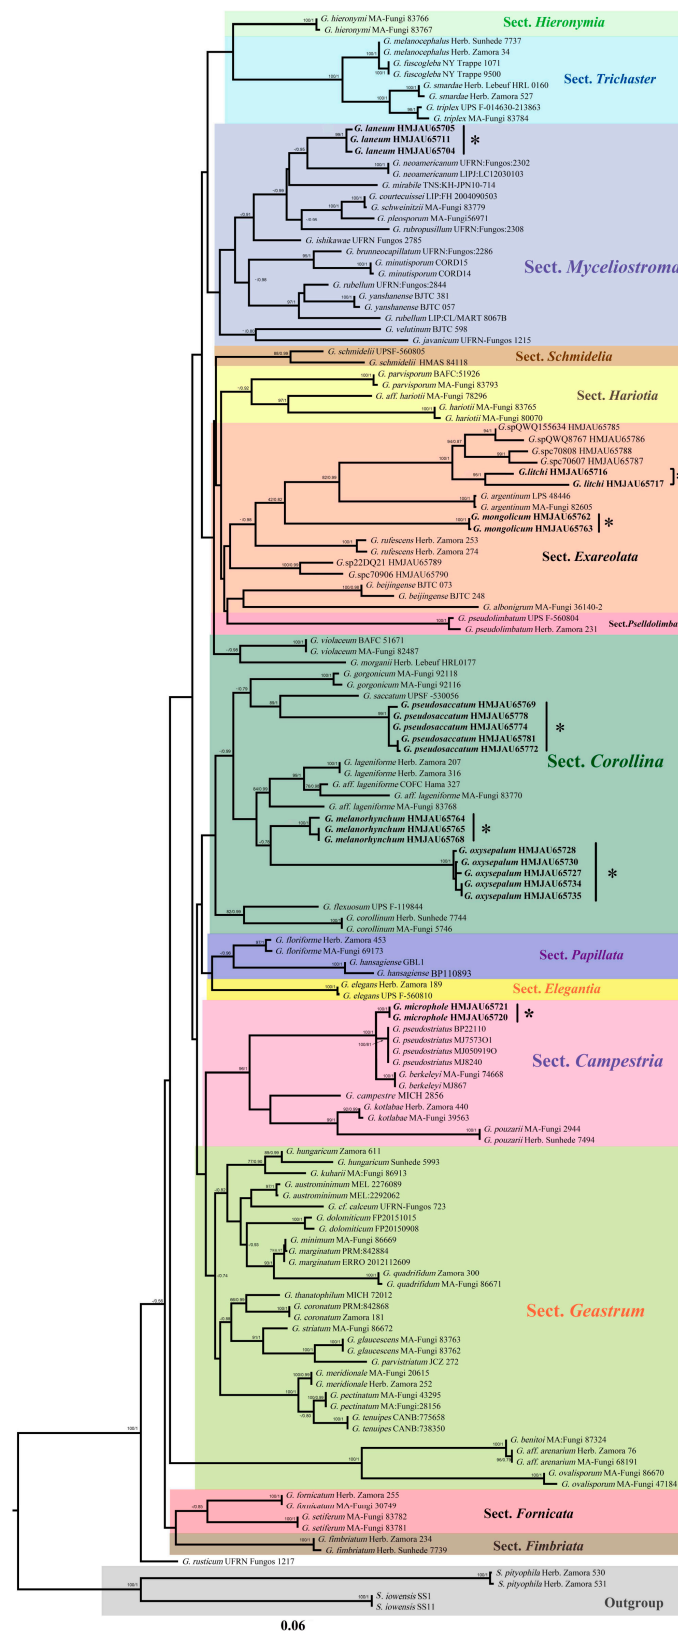 G. hieronymi MA-Fungi 83766
G. hieronymi MA-Fungi 83767
Sect. Hieronymia
G. melanocephalus Herb. Sunhede 7737
G. melanocephalus Herb. Zamora 34
G. fuscogleba NY Trappe 1071
G. fuscogleba NY Trappe 9500
Sect. Trichaster
G. smardae Herb. Lebeuf HRL 0160
G. smardae Herb. Zamora 527
G. triplex UPS F-014630-213863
G. triplex MA-Fungi 83784
G. laneum HMJAU65705
G. laneum HMJAU65711 *
G. laneum HMJAU65704
G. neoamericanum UFRN:Fungos:2302
G. neoamericanum LIPJ:LC12030103
G. mirabile TNS:KH-JPN10-714
G. courtecuissei LIP:FH 2004090503
G. schweinitzii MA-Fungi 83779
G. pleosporum MA-Fungi56971
G. rubropusillum UFRN:Fungos:2308
G. ishikawae UFRN Fungos 2785
G. brunneocapillatum UFRN:Fungos:2286
G. minutisporum CORD15
Sect. Myceliostroma
G. minutisporum CORD14
G. rubellum UFRN:Fungos:2844
G. yanshanense BJTC 381
G. yanshanense BJTC 057
G. rubellum LIP:CL/MART 8067B
G. velutinum BJTC 598
G. javanicum UFRN-Fungos 1215
G. schmidelii UPSF-560805
Sect. Schmidelia
G. schmidelii HMAS 84118
G. parvisporum BAFC:51926
G. parvisporum MA-Fungi 83793
G. aff. hariotii MA-Fungi 78296
Sect. Hariotia
G. hariotii MA-Fungi 83765
G. hariotii MA-Fungi 80070
G.spQWQ155634 HMJAU65785
G.spQWQ8767 HMJAU65786
G.spc70808 HMJAU65788
G.spc70607 HMJAU65787
G.litchi HMJAU65716
G. litchi HMJAU65717
G. argentinum LPS 48446
G. argentinum MA-Fungi 82605
G. mongolicum HMJAU65762
G. mongolicum HMJAU65763 *
G. rufescens Herb. Zamora 253
G. rufescens Herb. Zamora 274
Sect. Exareolata
G.sp22DQ21 HMJAU65789
G.spc70906 HMJAU65790
G. beijingense BJTC 073
G. beijingense BJTC 248
G. albonigrum MA-Fungi 36140-2
G. pseudolimbatum UPS F-560804
Sect.Pselldolimba
G. pseudolimbatum Herb. Zamora 231
G. violaceum BAFC 51671
G. violaceum MA-Fungi 82487
G. morganii Herb. Lebeuf HRL0177
G. gorgonicum MA-Fungi 92118
G. gorgonicum MA-Fungi 92116
G. saccatum UPSF -530056
G. pseudosaccatum HMJAU65769
G. pseudosaccatum HMJAU65778
G. pseudosaccatum HMJAU65774 *
G. pseudosaccatum HMJAU65781
G. pseudosaccatum HMJAU65772
Sect. Corollina
G. lageniforme Herb. Zamora 207
G. lageniforme Herb. Zamora 316
G. aff. lageniforme COFC Hama 327
G. aff. lageniforme MA-Fungi 83770
G. aff. lageniforme MA-Fungi 83768
G. melanorhynchum HMJAU65764
G. melanorhynchum HMJAU65765 *
G. melanorhynchum HMJAU65768
G. oxysepalum HMJAU65728
G. oxysepalum HMJAU65730
G. oxysepalum HMJAU65727 *
G. oxysepalum HMJAU65734
G. oxysepalum HMJAU65735
G. flexuosum UPS F-119844
G. corollinum Herb. Sunhede 7744
G. corollinum MA-Fungi 5746
G. floriforme Herb. Zamora 453
G. floriforme MA-Fungi 69173
Sect. Papillata
G. hansagiense GBL1
G. hansagiense BP110893
G. elegans Herb. Zamora 189
Sect. Elegantia
G. elegans UPS F-560810
G. microphole HMJAU65721
G. microphole HMJAU65720 *
G. pseudostriatus BP22110
G. pseudostriatus MJ7573O1
G. pseudostriatus MJ050919O
G. pseudostriatus MJ8240
Sect. Campestria
G. berkeleyi MA-Fungi 74668
G. berkeleyi MJ867
G. campestre MICH 2856
G. kotlabae Herb. Zamora 440
G. kotlabae MA-Fungi 39563
G. pouzarii MA-Fungi 2944
G. pouzarii Herb. Sunhede 7494
G. hungaricum Zamora 611
G. hungaricum Sunhede 5993
G. kuharii MA:Fungi 86913
G. austrominimum MEL 2276089
G. austrominimum MEL:2292062
G. cf. calceum UFRN-Fungos 723
G. dolomiticum FP20151015
G. dolomiticum FP20150908
G. minimum MA-Fungi 86669
G. marginatum PRM:842884
G. marginatum ERRO 2012112609
G. quadrifidum Zamora 300
G. quadrifidum MA-Fungi 86671
G. thanatophilum MICH 72012
G. coronatum PRM:842868
Sect. Geastrum
G. coronatum Zamora 181
G. striatum MA-Fungi 86672
G. glaucescens MA-Fungi 83763
G. glaucescens MA-Fungi 83762
G. parvistriatum JCZ 272
G. meridionale MA-Fungi 20615
G. meridionale Herb. Zamora 252
G. pectinatum MA-Fungi 43295
G. pectinatum MA:Fungi:28156
G. tenuipes CANB:775658
G. tenuipes CANB:738350
G. benitoi MA:Fungi 87324
G. aff. arenarium Herb. Zamora 76
G. aff. arenarium MA-Fungi 68191
G. ovalisporum MA-Fungi 86670
G. ovalisporum MA-Fungi 47184
G. fornicatum Herb. Zamora 255
G. fornicatum MA-Fungi 30749
Sect. Fornicata
G. setiferum MA-Fungi 83782
G. setiferum MA-Fungi 83781
G. fimbriatum Herb. Zamora 234
Sect. Fimbriata
G. fimbriatum Herb. Sunhede 7739
G. rusticum UFRN Fungos 1217
S. pityophila Herb. Zamora 530
S. pityophila Herb. Zamora 531
S. iowensis SS1
Outgroup
S. iowensis SS11
0.06